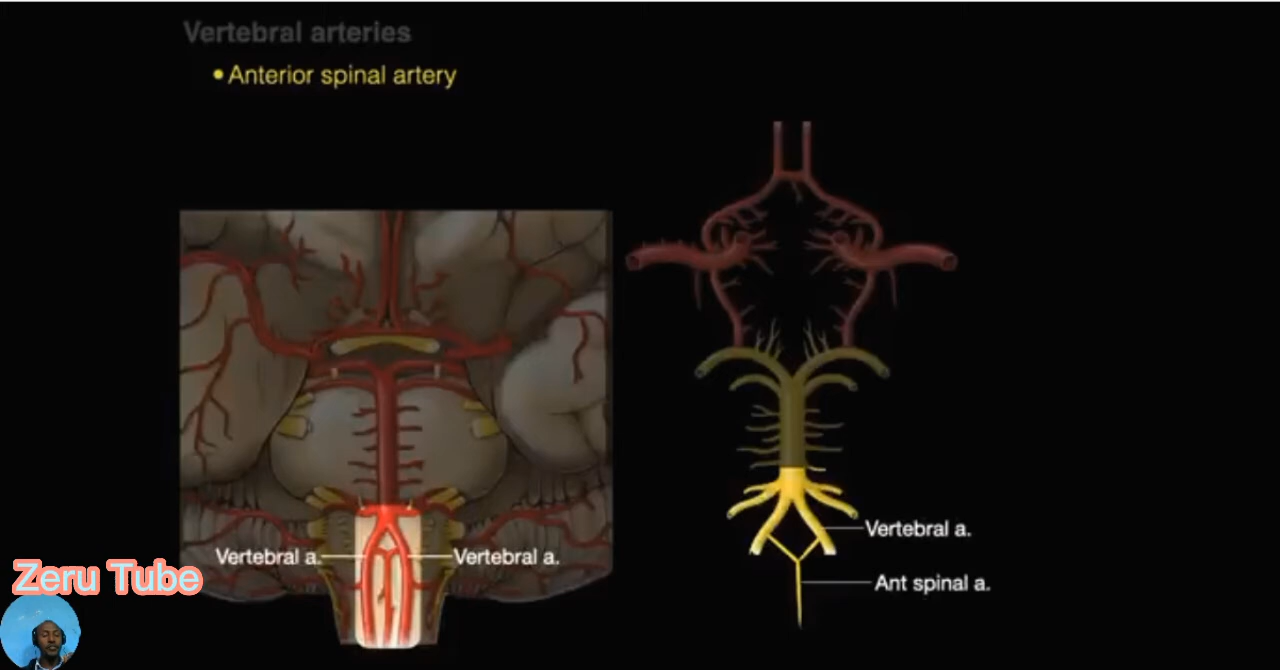 Vertebral arteries
• Anterior spinal artery
Vertebral a.
Ant spinal a.
Vertebral a.
Vertebral a.
Zeru Tube